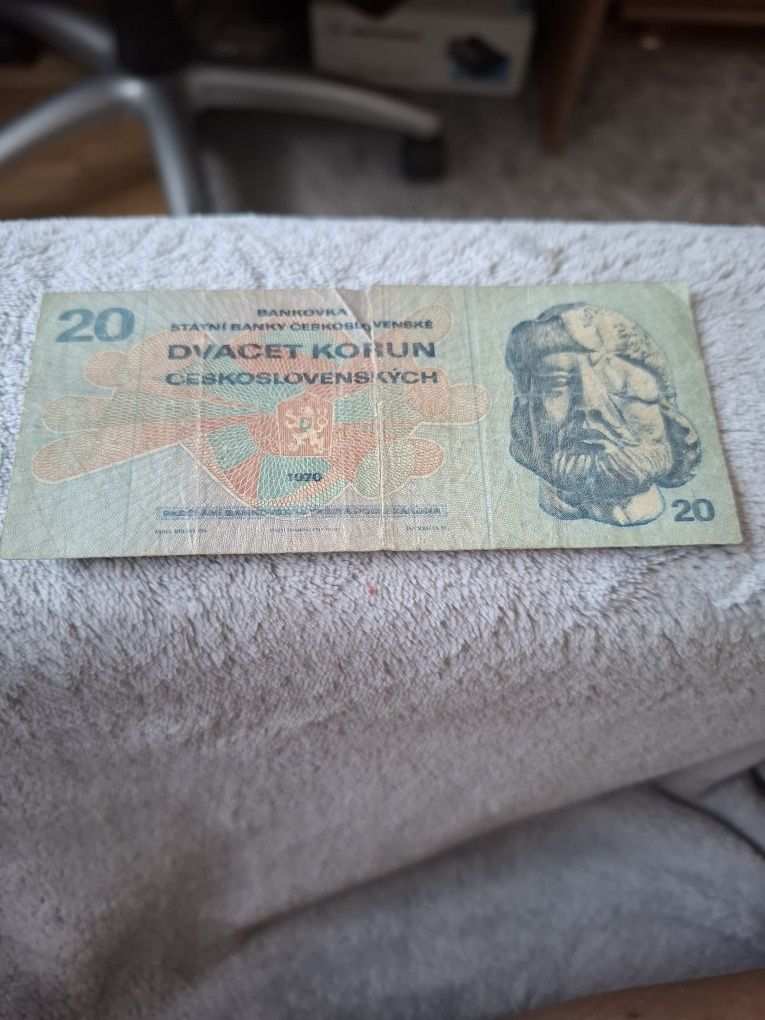 20
BANKOVKA
STÁTNÍ BANKY ČESKOSLOVENSKÉ
DVACET KORUN
ČESKOSLOVENSKÝCH
1970
20